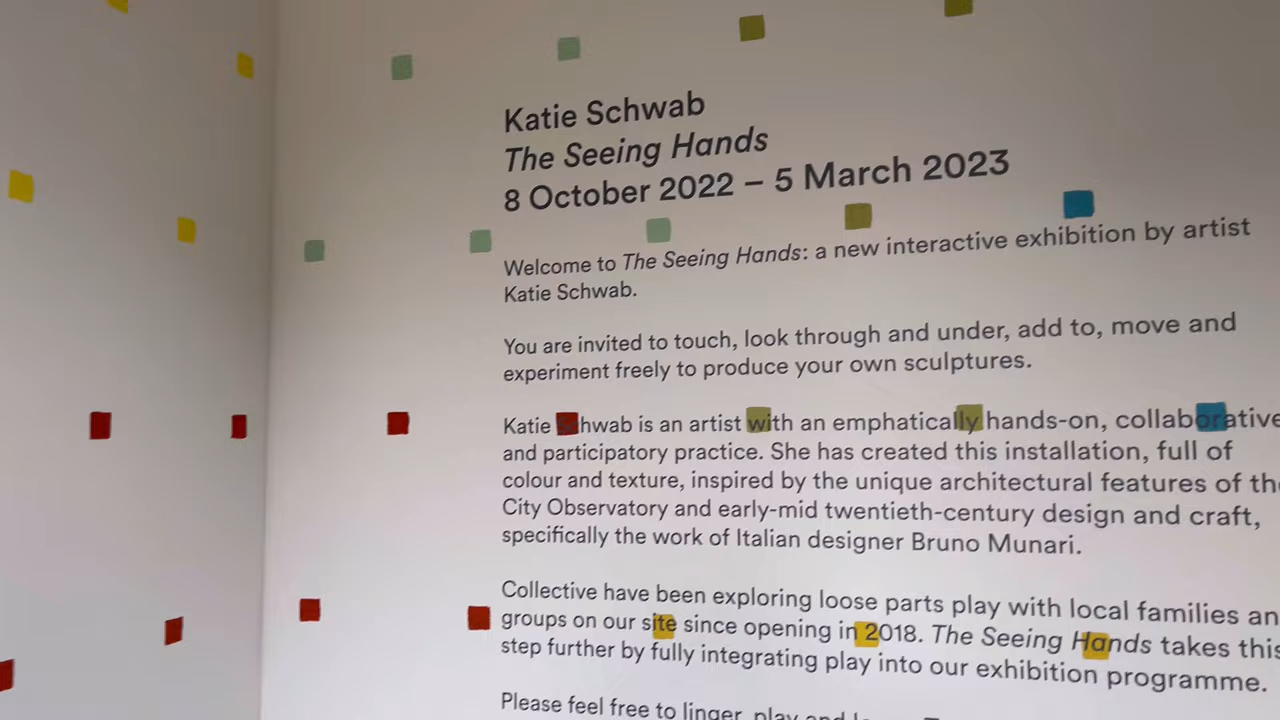 Katie Schwab
The Seeing Hands
8 October 2022 – 5 March 2023
Welcome to The Seeing Hands: a new interactive exhibition by artist
Katie Schwab.
You are invited to touch, look through and under, add to, move and
experiment freely to produce your own sculptures.
Katie Schwab is an artist with an emphatically hands-on, collaborative
and participatory practice. She has created this installation, full of
colour and texture, inspired by the unique architectural features of
City Observatory and early-mid twentieth-century design and craft,
specifically the work of Italian designer Bruno Munari.
Collective have been exploring loose parts play with local families
groups on our site since opening in 2018. The Seeing Hands takes this
step further by fully integrating play into our exhibition programme.
Please feel free to linger, play and